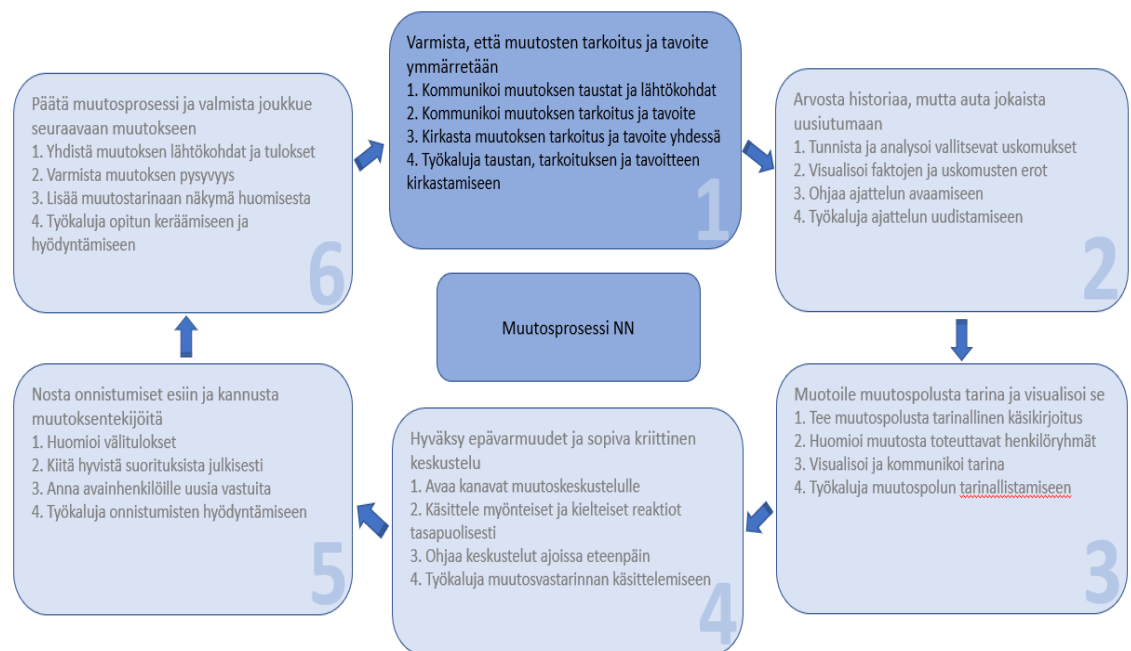 Varmista, että muutosten tarkoitus ja tavoite
ymmärretään
1. Kommunikoi muutoksen taustat ja lähtökohdat
2. Kommunikoi muutoksen tarkoitus ja tavoite
3. Kirkasta muutoksen tarkoitus ja tavoite yhdessä
4. Työkaluja taustan, tarkoituksen ja tavoitteen
kirkastamiseen
1
Arvosta historiaa, mutta auta jokaista
uusiutumaan
1. Tunnista ja analysoi vallitsevat uskomukset
2. Visualisoi faktojen ja uskomusten erot
3. Ohjaa ajattelun avaamiseen
4. Työkaluja ajattelun uudistamiseen
2
Muotoile muutospolusta tarina ja visualisoi se
1. Tee muutospolusta tarinallinen käsikirjoitus
2. Huomioi muutosta toteuttavat henkilöryhmät
3. Visualisoi ja kommunikoi tarina
4. Työkaluja muutospolun tarinallistamiseen
3
Hyväksy epävarmuudet ja sopiva kriittinen
keskustelu
1. Avaa kanavat muutoskeskustelulle
2. Käsittele myönteiset ja kielteiset reaktiot
tasapuolisesti
3. Ohjaa keskustelut ajoissa eteenpäin
4. Työkaluja muutosvastarinnan käsittelemiseen
4
Nosta onnistumiset esiin ja kannusta
muutoksentekijöitä
1. Huomioi välitulokset
2. Kiitä hyvistä suorituksista julkisesti
3. Anna avainhenkilöille uusia vastuita
4. Työkaluja onnistumisten hyödyntämiseen
5
Päätä muutosprosessi ja valmista joukkue
seuraavaan muutokseen
1. Yhdistä muutoksen lähtökohdat ja tulokset
2. Varmista muutoksen pysyvyys
3. Lisää muutostarinaan näkymä huomisesta
4. Työkaluja opitun keräämiseen ja
hyödyntämiseen
6
Muutosprosessi NN